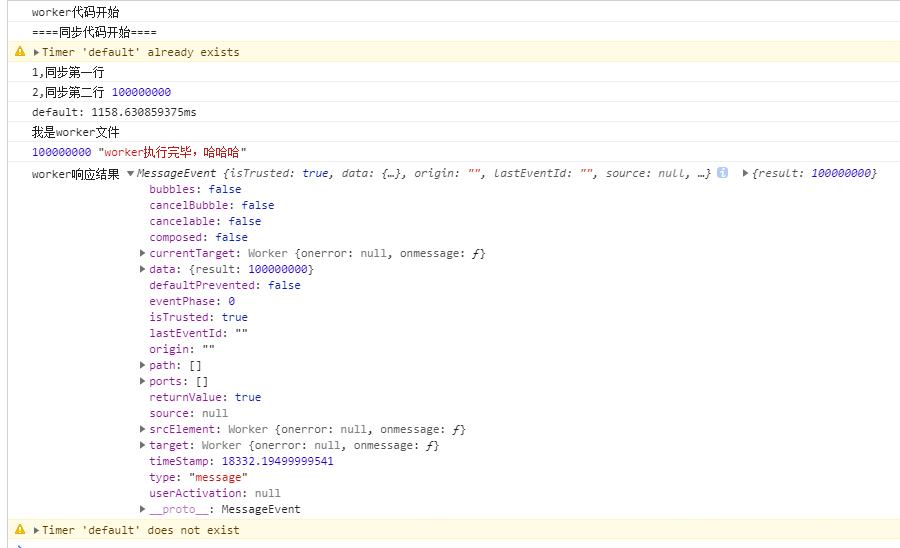 worker代码开始
====同步代码开始====
Timer 'default' already exists
1,同步第一行
2,同步第二行 100000000
default: 1158.630859375ms
我是worker文件
100000000 "worker执行完毕，哈哈哈"
worker响应结果 MessageEvent {isTrusted: true, data: {…}, origin: "", lastEventId: "", source: null, …} i {result: 100000000}
bubbles: false
cancelBubble: false
cancelable: false
composed: false
currentTarget: Worker {onerror: null, onmessage: ƒ}
data: {result: 100000000}
defaultPrevented: false
eventPhase: 0
isTrusted: true
lastEventId: ""
origin: ""
path: []
ports: []
returnValue: true
source: null
srcElement: Worker {onerror: null, onmessage: ƒ}
target: Worker {onerror: null, onmessage: ƒ}
timeStamp: 18332.19499999541
type: "message"
userActivation: null
__proto__: MessageEvent
Timer 'default' does not exist